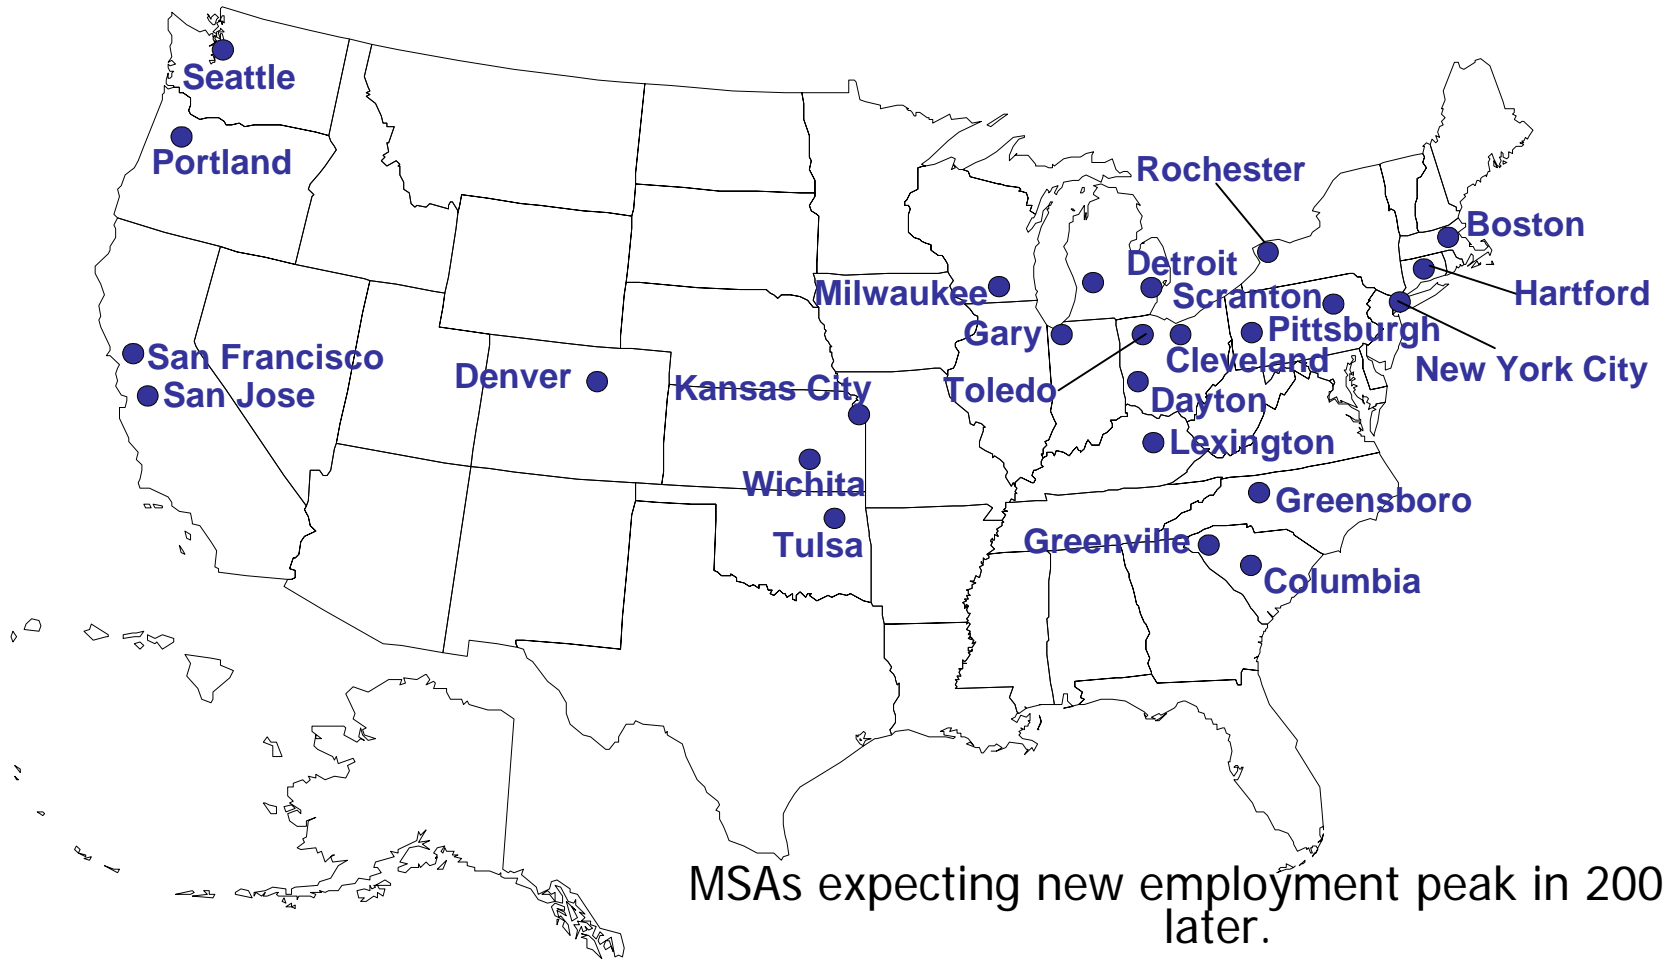 Seattle
Portland
Rochester
Boston
Detroit
Milwaukee
Scranton
Hartford
Gary
Pittsburgh
San Francisco
Cleveland
New York City
Denver
Kansas City
Toledo
San Jose
Dayton
Lexington
Wichita
Greensboro
Tulsa
Greenville
Columbia
MSAs expecting new employment peak in 200
later.